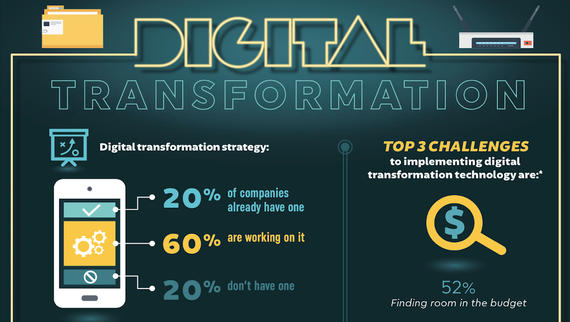 DIGITAL
TRANSFORMATION
Digital transformation strategy:
20% of companies
already have one
60% are working on it
20% don't have one
TOP 3 CHALLENGES
to implementing digital
transformation technology are:*
$
52%
Finding room in the budget